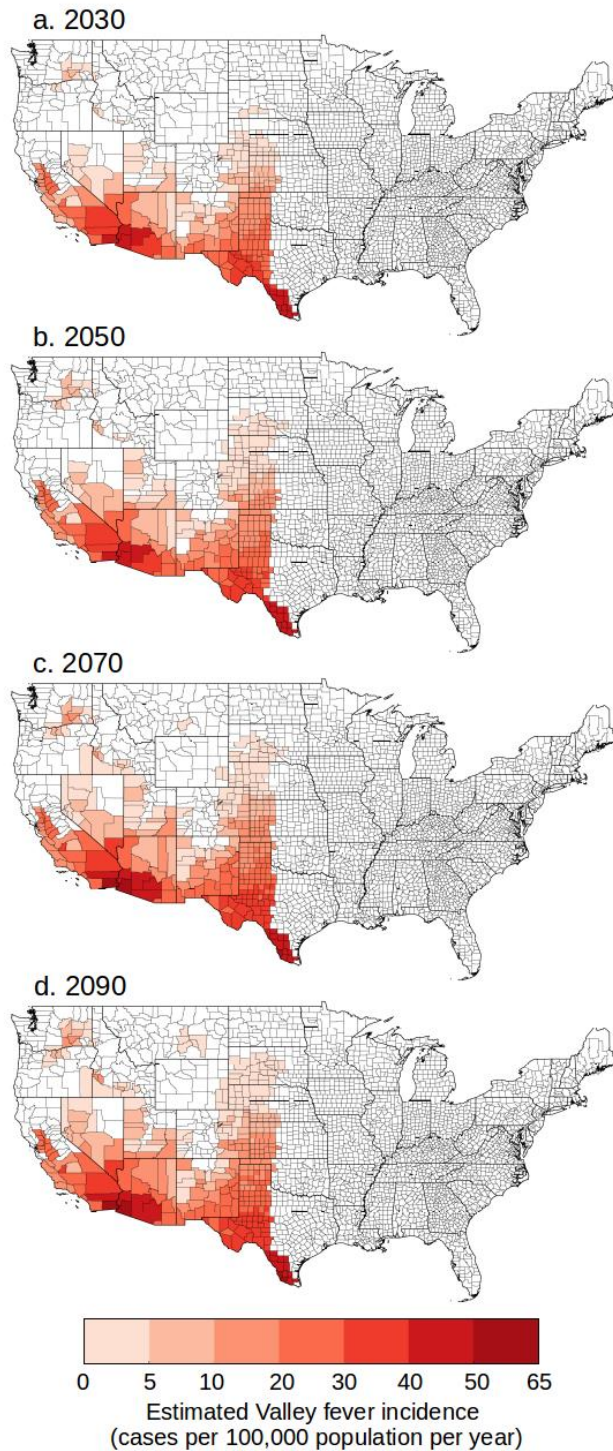 a. 2030
b. 2050
c. 2070
d. 2090
0 5 10 20 30 40 50 65
Estimated Valley fever incidence
(cases per 100,000 population per year)